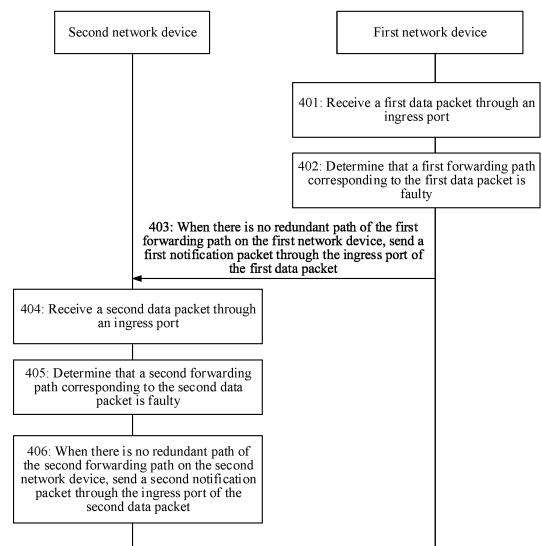 Second network device
First network device
401: Receive a first data packet through an
ingress port
402: Determine that a first forwarding path
corresponding to the first data packet is
faulty
403: When there is no redundant path of the first
forwarding path on the first network device, send a
first notification packet through the ingress port of
the first data packet
404: Receive a second data packet through
an ingress port
405: Determine that a second forwarding
path corresponding to the second data
packet is faulty
406: When there is no redundant path of
the second forwarding path on the second
network device, send a second notification
packet through the ingress port of the
second data packet